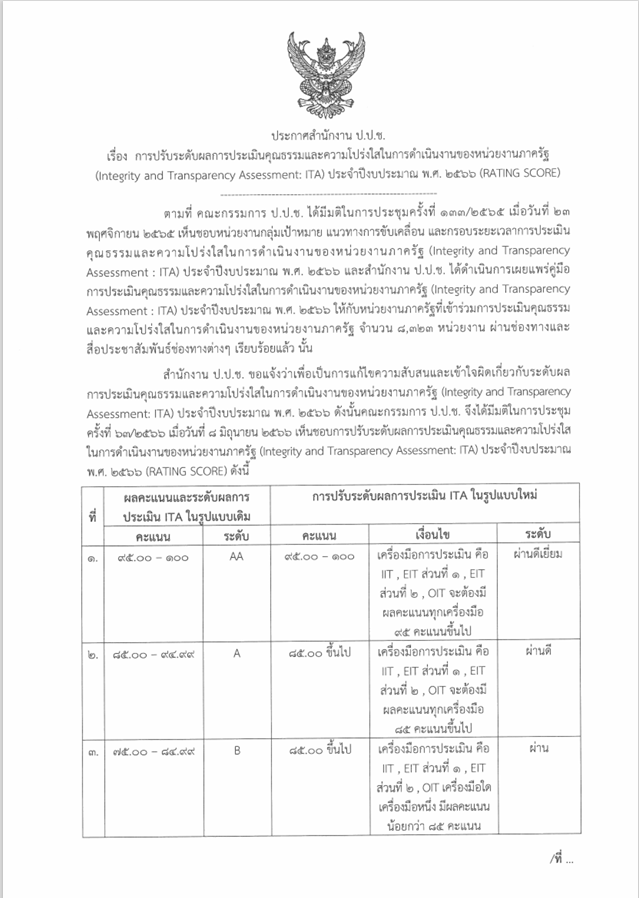 ประกาศสำนักงาน ป.ป.ช.
เรื่อง การปรับระดับผลการประเมินคุณธรรมและความโปร่งใสในการดำเนินงานของหน่วยงานภาครัฐ
(Integrity and Transparency Assessment: ITA) ประจำปีงบประมาณ พ.ศ. ๒๕๖๖ (RATING SCORE)
ตามที่ คณะกรรมการ ป.ป.ช. ได้มีมติในการประชุมครั้งที่ ๑๓๓/๒๕๖๕ เมื่อวันที่ ๒๓
พฤศจิกายน ๒๕๖๕ เห็นชอบหน่วยงานกลุ่มเป้าหมาย แนวทางการขับเคลื่อน และกรอบระยะเวลาการประเมิน
คุณธรรมและความโปร่งใสในการดำเนินงานของหน่วยงานภาครัฐ (Integrity and Transparency
Assessment : ITA) ประจำปีงบประมาณ พ.ศ. ๒๕๖๖ และสำนักงาน ป.ป.ช. ได้ดำเนินการเผยแพร่คู่มือ
การประเมินคุณธรรมและความโปร่งใสในการดำเนินงานของหน่วยงานภาครัฐ (Integrity and Transparency
Assessment : ITA) ประจำปีงบประมาณ พ.ศ. ๒๕๖๖ ให้กับหน่วยงานภาครัฐที่เข้าร่วมการประเมินคุณธรรม
และความโปร่งใสในการดำเนินงานของหน่วยงานภาครัฐ จำนวน ๘,๓๒๓ หน่วยงาน ผ่านช่องทางและ
สื่อประชาสัมพันธ์ช่องทางต่างๆ เรียบร้อยแล้ว นั้น
สำนักงาน ป.ป.ช. ขอแจ้งว่าเพื่อเป็นการแก้ไขความสับสนและเข้าใจผิดเกี่ยวกับระดับผล
การประเมินคุณธรรมและความโปร่งใสในการดำเนินงานของหน่วยงานภาครัฐ (Integrity and Transparency
Assessment: ITA) ประจำปีงบประมาณ พ.ศ. ๒๕๖๖ ดังนั้นคณะกรรมการ ป.ป.ช. จึงได้มีมติในการประชุม
ครั้งที่ ๖๓/๒๕๖๖ เมื่อวันที่ ๘ มิถุนายน ๒๕๖๖ เห็นชอบการปรับระดับผลการประเมินคุณธรรมและความโปร่งใส
ในการดำเนินงานของหน่วยงานภาครัฐ (Integrity and Transparency Assessment: ITA) ประจำปีงบประมาณ
พ.ศ. ๒๕๖๖ (RATING SCORE) ดังนี้
ที่
ผลคะแนนและระดับผลการ
ประเมิน ITA ในรูปแบบเดิม
การปรับระดับผลการประเมิน ITA ในรูปแบบใหม่
คะแนน ระดับ คะแนน เงื่อนไข ระดับ
๑. ๙๕.๐๐ – ๑๐๐ AA ๙๕.๐๐ – ๑๐๐ เครื่องมือการประเมิน คือ ผ่านดีเยี่ยม
IIT , EIT ส่วนที่ ๑ , EIT
ส่วนที่ ๒ , OIT จะต้องมี
ผลคะแนนทุกเครื่องมือ
๙๕ คะแนนขึ้นไป
๒. ๘๕.๐๐ – ๙๔.๙๙ A ๘๕.๐๐ ขึ้นไป เครื่องมือการประเมิน คือ ผ่านดี
IIT , EIT ส่วนที่ ๑ , EIT
ส่วนที่ ๒ , OIT จะต้องมี
ผลคะแนนทุกเครื่องมือ
๘๕ คะแนนขึ้นไป
๓. ๗๕.๐๐ – ๘๔.๙๙ B ๘๕.๐๐ ขึ้นไป เครื่องมือการประเมิน คือ ผ่าน
IIT , EIT ส่วนที่ ๑ , EIT
ส่วนที่ ๒ , OIT เครื่องมือใด
เครื่องมือหนึ่ง มีผลคะแนน
น้อยกว่า ๘๕ คะแนน
/ที่ ...